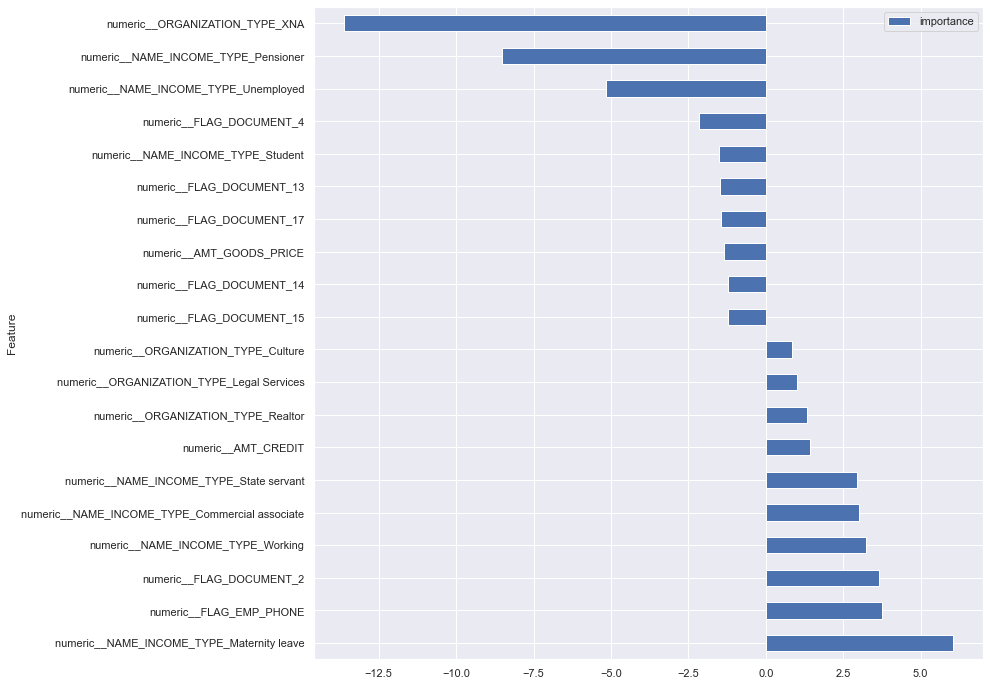 importance
numeric__ORGANIZATION_TYPE_XNA
numeric__NAME_INCOME_TYPE_Pensioner
numeric__NAME_INCOME_TYPE_Unemployed
numeric__FLAG_DOCUMENT_4
numeric__NAME_INCOME_TYPE_Student
numeric__FLAG_DOCUMENT_13
numeric__FLAG_DOCUMENT_17
numeric__AMT_GOODS_PRICE
numeric__FLAG_DOCUMENT_14
numeric__FLAG_DOCUMENT_15
numeric__ORGANIZATION_TYPE_Culture
numeric__ORGANIZATION_TYPE_Legal Services
numeric__ORGANIZATION_TYPE_Realtor
numeric__AMT_CREDIT
numeric__NAME_INCOME_TYPE_State servant
numeric__NAME_INCOME_TYPE_Commercial associate
numeric__NAME_INCOME_TYPE_Working
numeric__FLAG_DOCUMENT_2
numeric__FLAG_EMP_PHONE
numeric__NAME_INCOME_TYPE_Maternity leave
Feature
−12.5 −10.0 −7.5 −5.0 −2.5 0.0 2.5 5.0